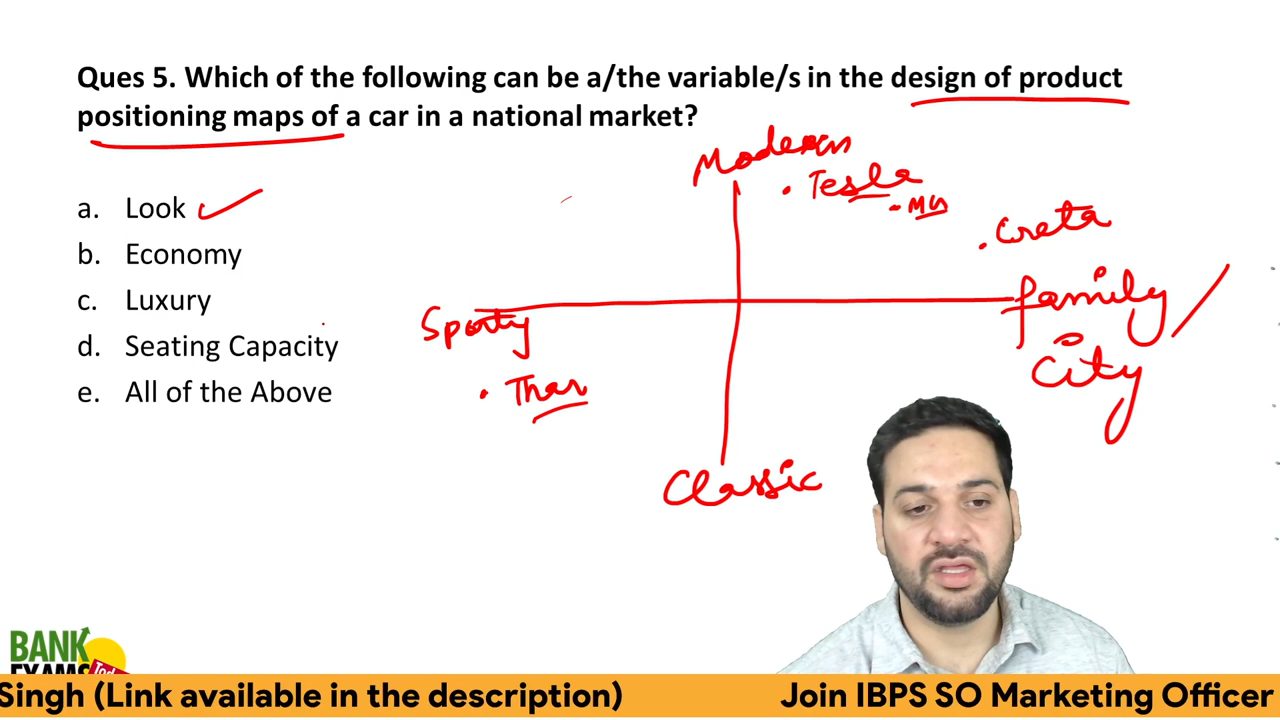 Ques 5. Which of the following can be a/the variable/s in the design of product
positioning maps of a car in a national market?
Modern
a. Look
Tesla
MG
Creta
b. Economy
c. Luxury
family /
Sporty
d. Seating Capacity
City
e. All of the Above
Thar
Classic
BANK
EXAMS
Singh (Link available in the description)
Join IBPS SO Marketing Officer